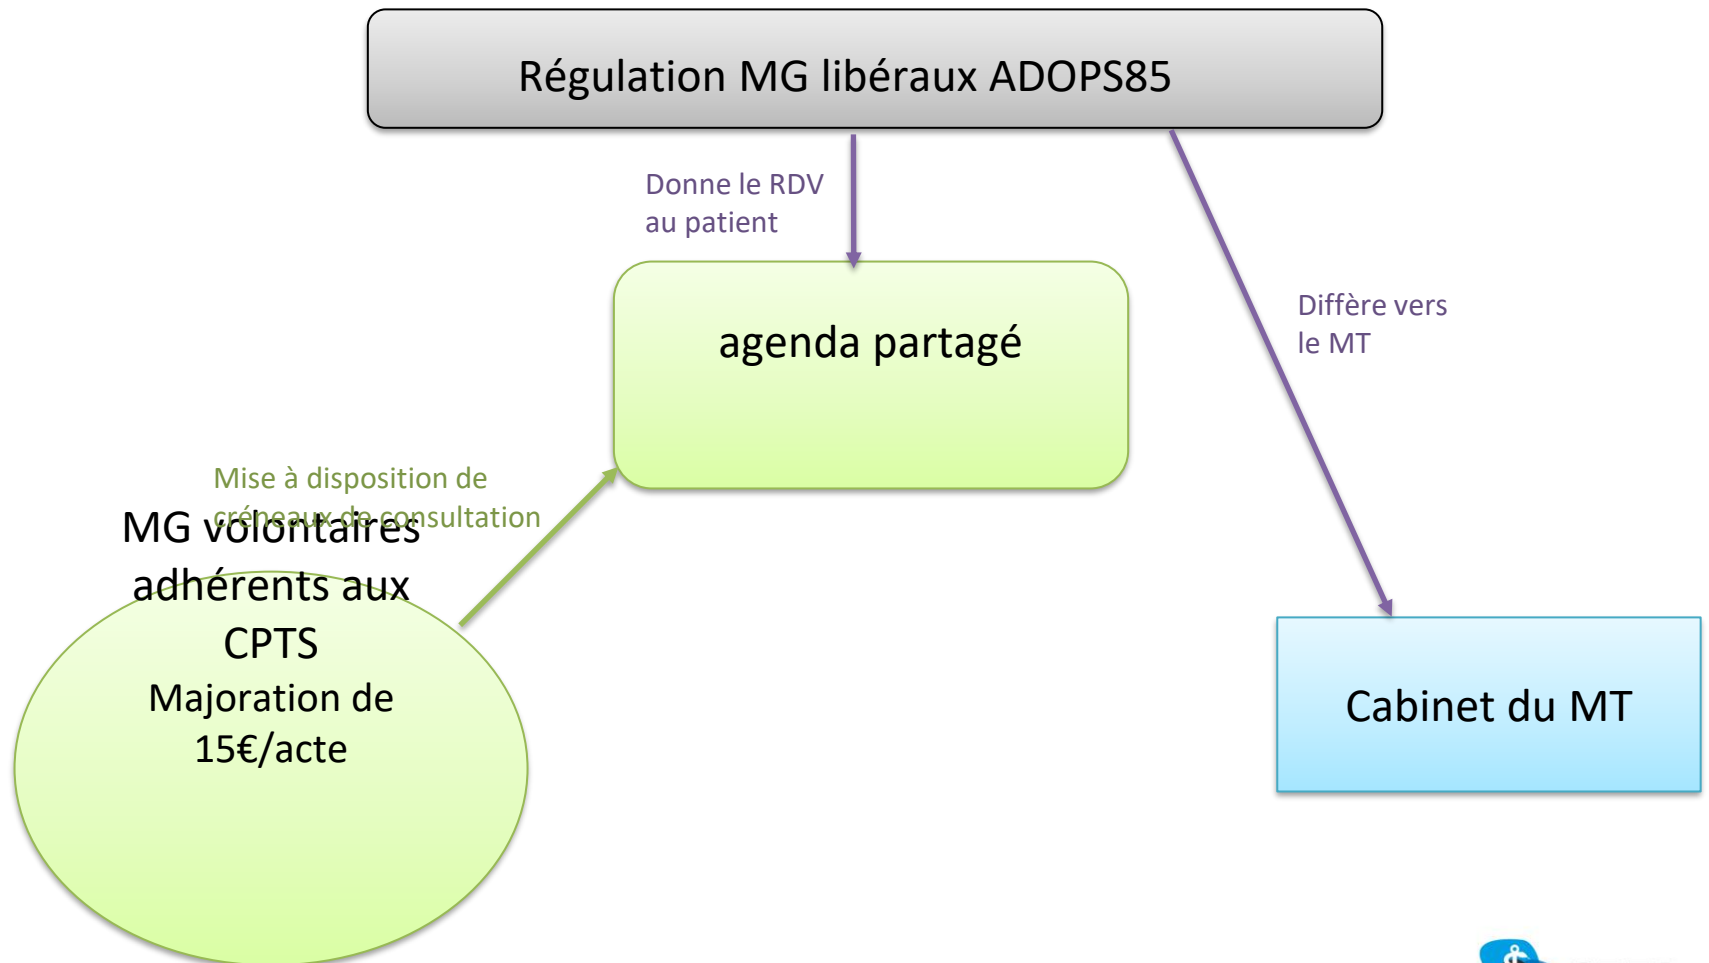 Régulation MG libéraux ADOPS85
Donne le RDV
au patient
agenda partagé
Diffère vers
le MT
Mise à disposition de
créneaux de consultation
MG volontaires
adhérents aux
CPTS
Majoration de
15€/acte
Cabinet du MT